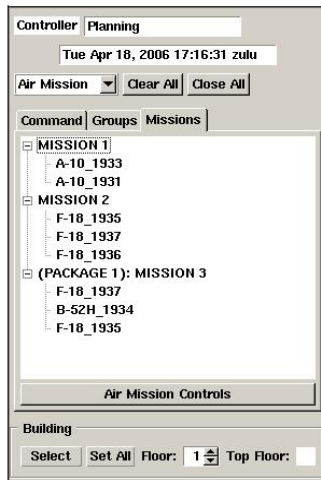 Controller Planning
Tue Apr 18, 2006 17:16:31 zulu
Air Mission Clear All Close All
Command Groups Missions
MISSION 1
A-10_1933
A-10_1931
MISSION 2
F-18_1935
F-18_1937
F-18_1936
(PACKAGE 1): MISSION 3
F-18_1937
B-52H_1934
F-18_1935
Air Mission Controls
Building
Select Set All Floor: 1 Top Floor: